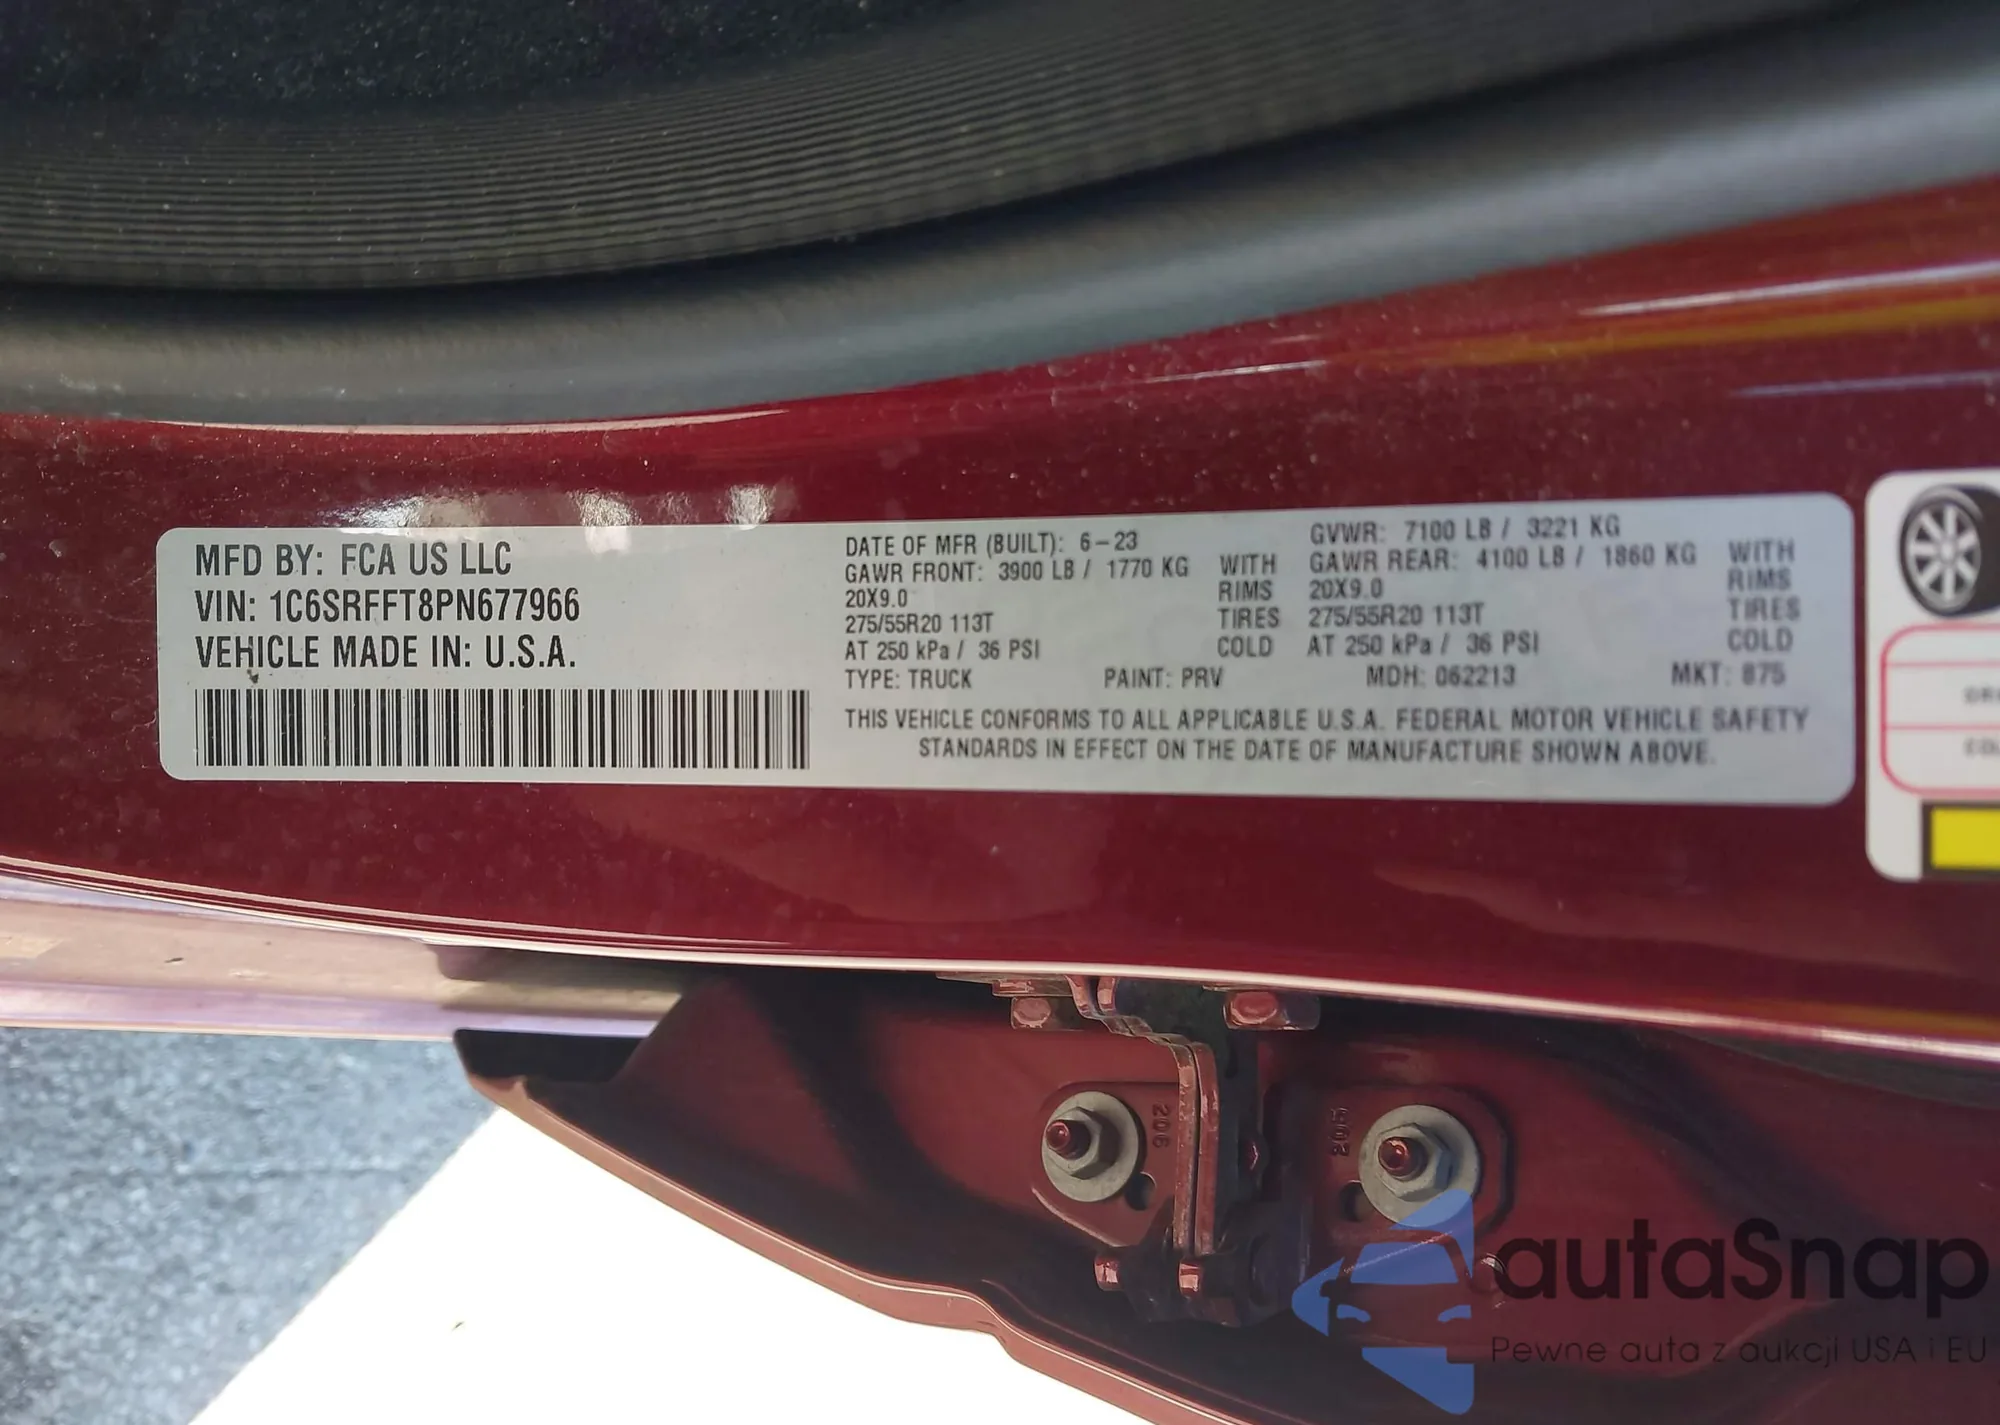 MFD BY: FCA US LLC
VIN: 1C6SRFFT8PN677966
VEHICLE MADE IN: U.S.A.
DATE OF MFR (BUILT): 6-23
GVWR: 7100 LB / 3221 KG
GAWR FRONT: 3900 LB / 1770 KG WITH
GAWR REAR: 4100 LB / 1860 KG WITH
20X9.0 RIMS
20X9.0 RIMS
275/55R20 113T TIRES
275/55R20 113T TIRES
AT 250 kPa / 36 PSI COLD
AT 250 kPa / 36 PSI COLD
TYPE: TRUCK PAINT: PRV MDH: 062213 MKT: 875
THIS VEHICLE CONFORMS TO ALL APPLICABLE U.S.A. FEDERAL MOTOR VEHICLE SAFETY
STANDARDS IN EFFECT ON THE DATE OF MANUFACTURE SHOWN ABOVE.
206
autaSnap
Pewne auta z aukcji USA i EU